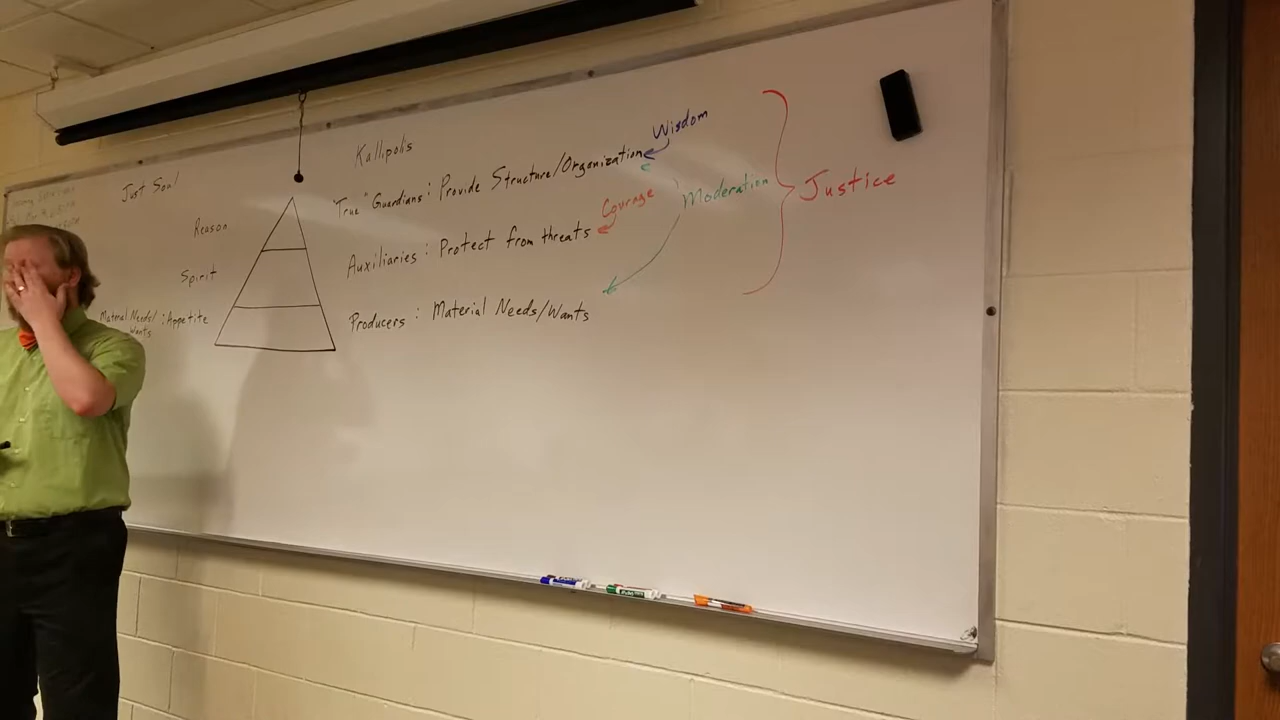 Kallipolis
Just Soul
Wisdom
"True" Guardians: Provide Structure/Organization
Reason
Courage
Moderation
Justice
Auxiliaries: Protect from threats
Spirit
Material Needs/
Wants
: Appetite
Producers: Material Needs/Wants